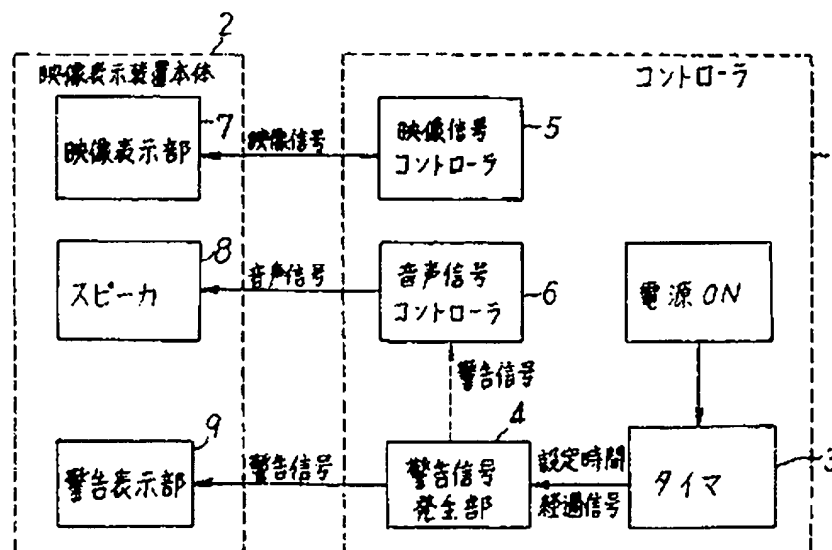 2
映像表示装置本体
コントローラ
7
映像表示部
映像信号
映像信号
コントローラ
5
8
スピーカ
音声信号
音声信号
コントローラ
6
電源ON
警告信号
9
警告表示部
警告信号
4
警告信号
発生部
設定時間
経過信号
タイマ
3